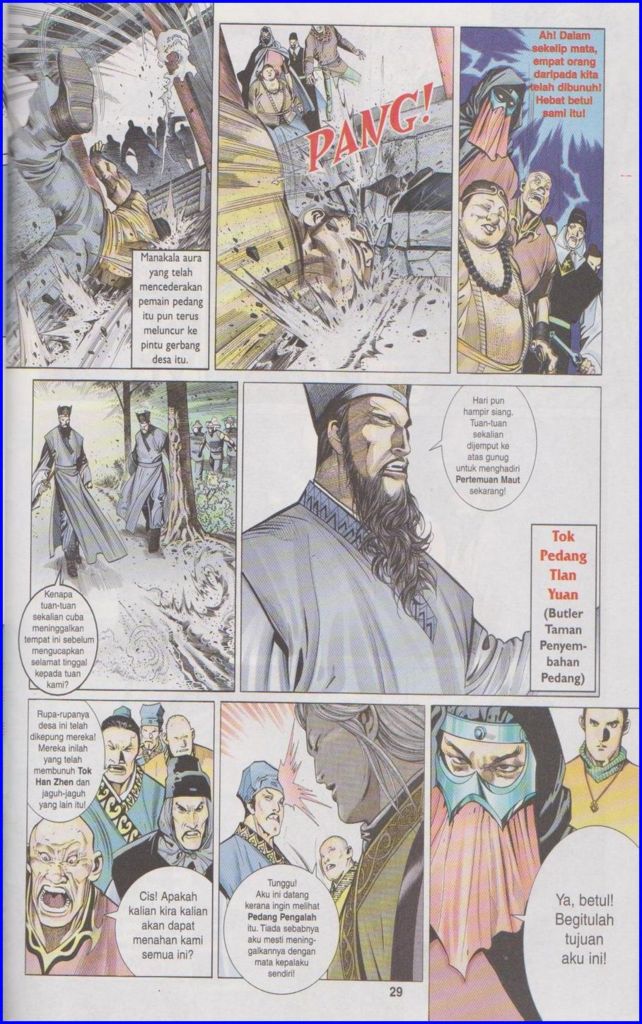 Manakala aura
yang telah
mencederakan
pemain pedang
itu pun terus
meluncur ke
pintu gerbang
desa itu.
PANG!
Ah! Dalam
sekelip mata,
empat orang
daripada kita
telah dibunuh!
Hebat betul
sami itu!
Kenapa
tuan-tuan
sekalian cuba
meninggalkan
tempat ini sebelum
mengucapkan
selamat tinggal
kepada tuan
kami?
Hari pun
hampir siang.
Tuan-tuan
sekalian
dijemput ke
atas gunug
untuk menghadiri
Pertemuan Maut
sekarang!
Tok
Pedang
Tian
Yuan
(Butler
Taman
Penyem-
bahan
Pedang)
Rupa-rupanya
desa ini telah
dikepung mereka!
Mereka inilah
yang telah
membunuh Tok
Han Zhen dan
jaguh-jaguh
yang lain itu!
Cis! Apakah
kalian kira kalian
akan dapat
menahan kami
semua ini?
Tunggu!
Aku ini datang
kerana ingin melihat
Pedang Pengalah
itu. Tiada sebabnya
aku mesti mening-
galkannya dengan
mata kepalaku
sendiri!
Ya, betul!
Begitulah
tujuan
aku ini!
29